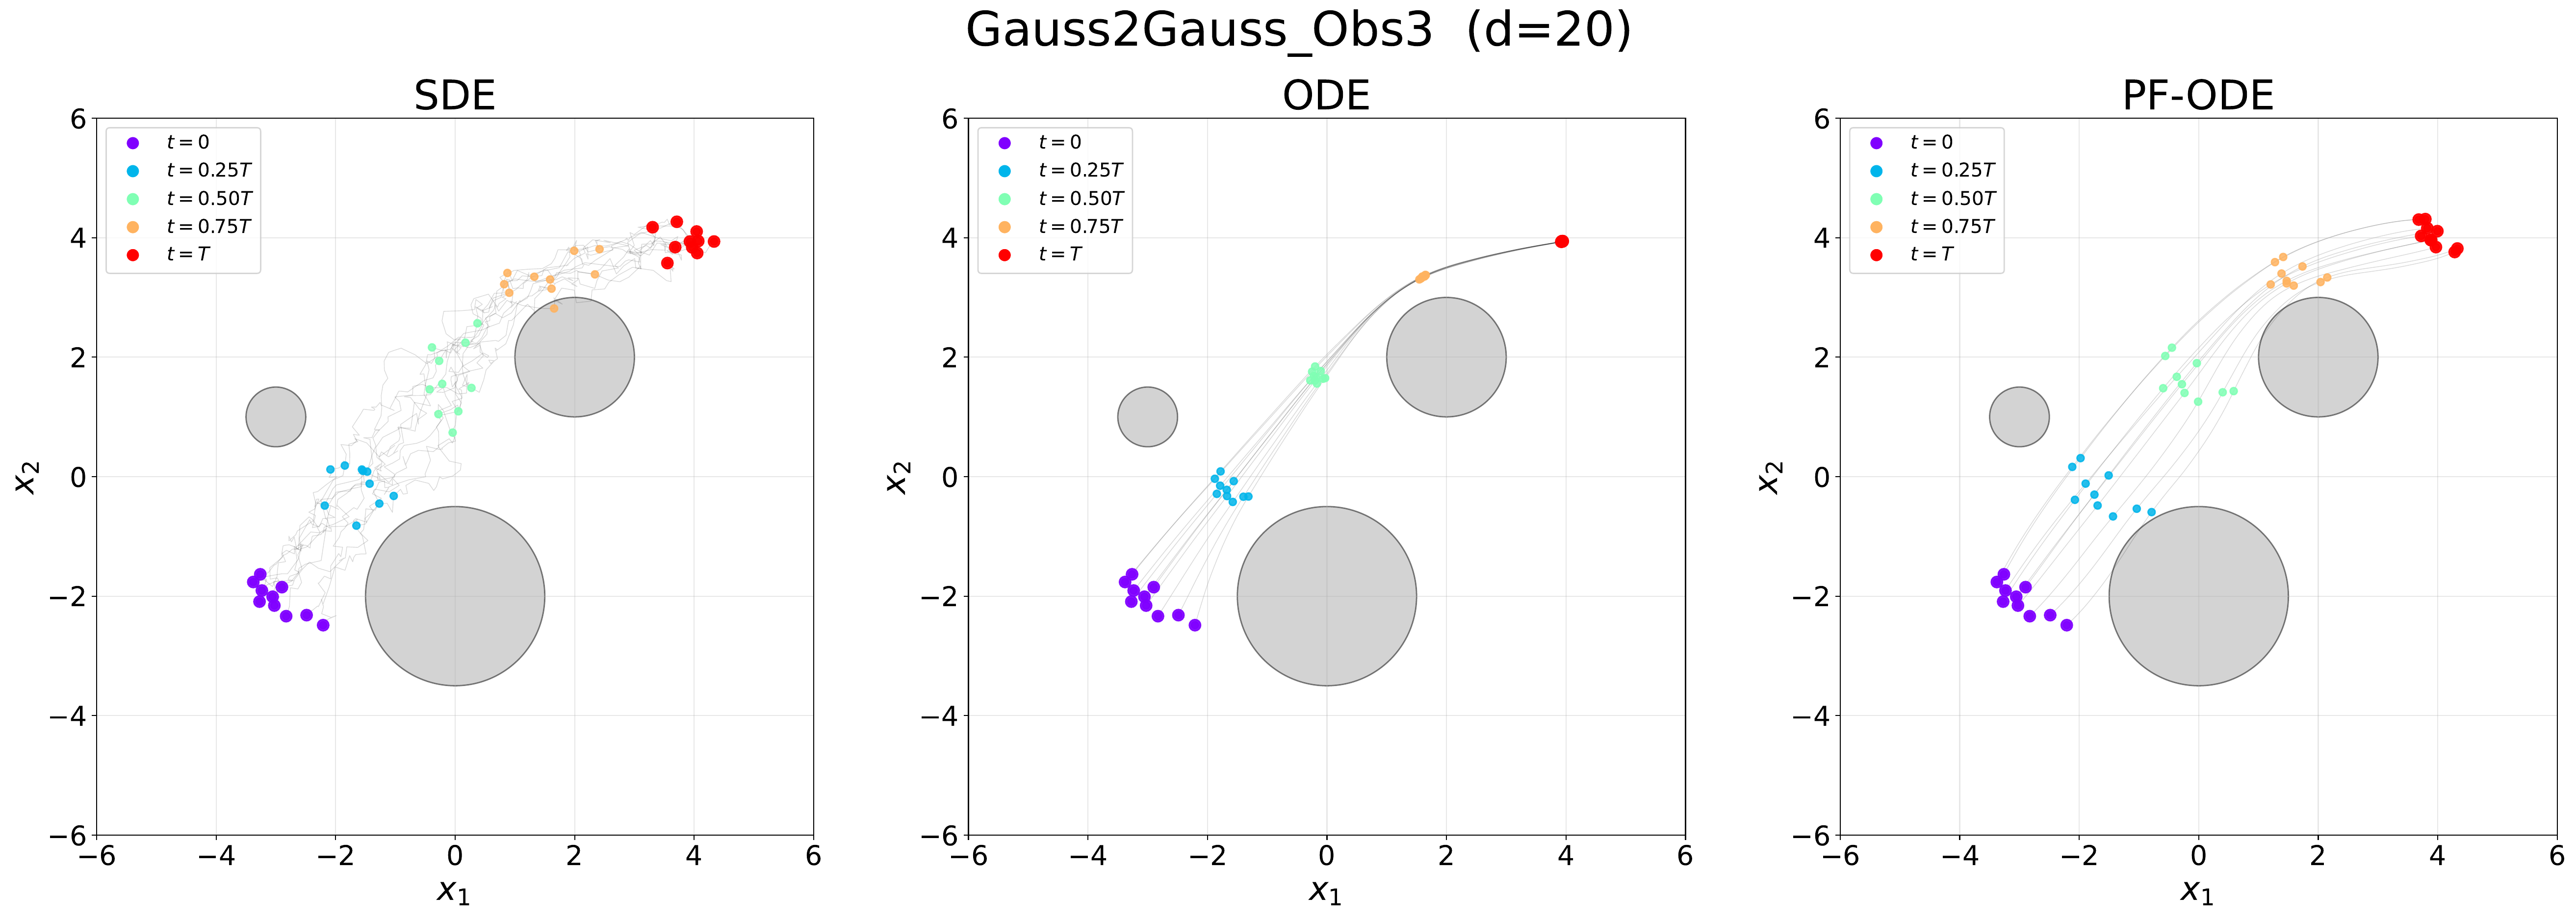 Gauss2Gauss_Obs3 (d=20)
SDE
6
4
2
0
−2
−4
−6
−6 −4 −2 0 2 4 6
x₂
x₁
t = 0
t = 0.25T
t = 0.50T
t = 0.75T
t = T
ODE
6
4
2
0
−2
−4
−6
−6 −4 −2 0 2 4 6
x₂
x₁
t = 0
t = 0.25T
t = 0.50T
t = 0.75T
t = T
PF-ODE
6
4
2
0
−2
−4
−6
−6 −4 −2 0 2 4 6
x₂
x₁
t = 0
t = 0.25T
t = 0.50T
t = 0.75T
t = T